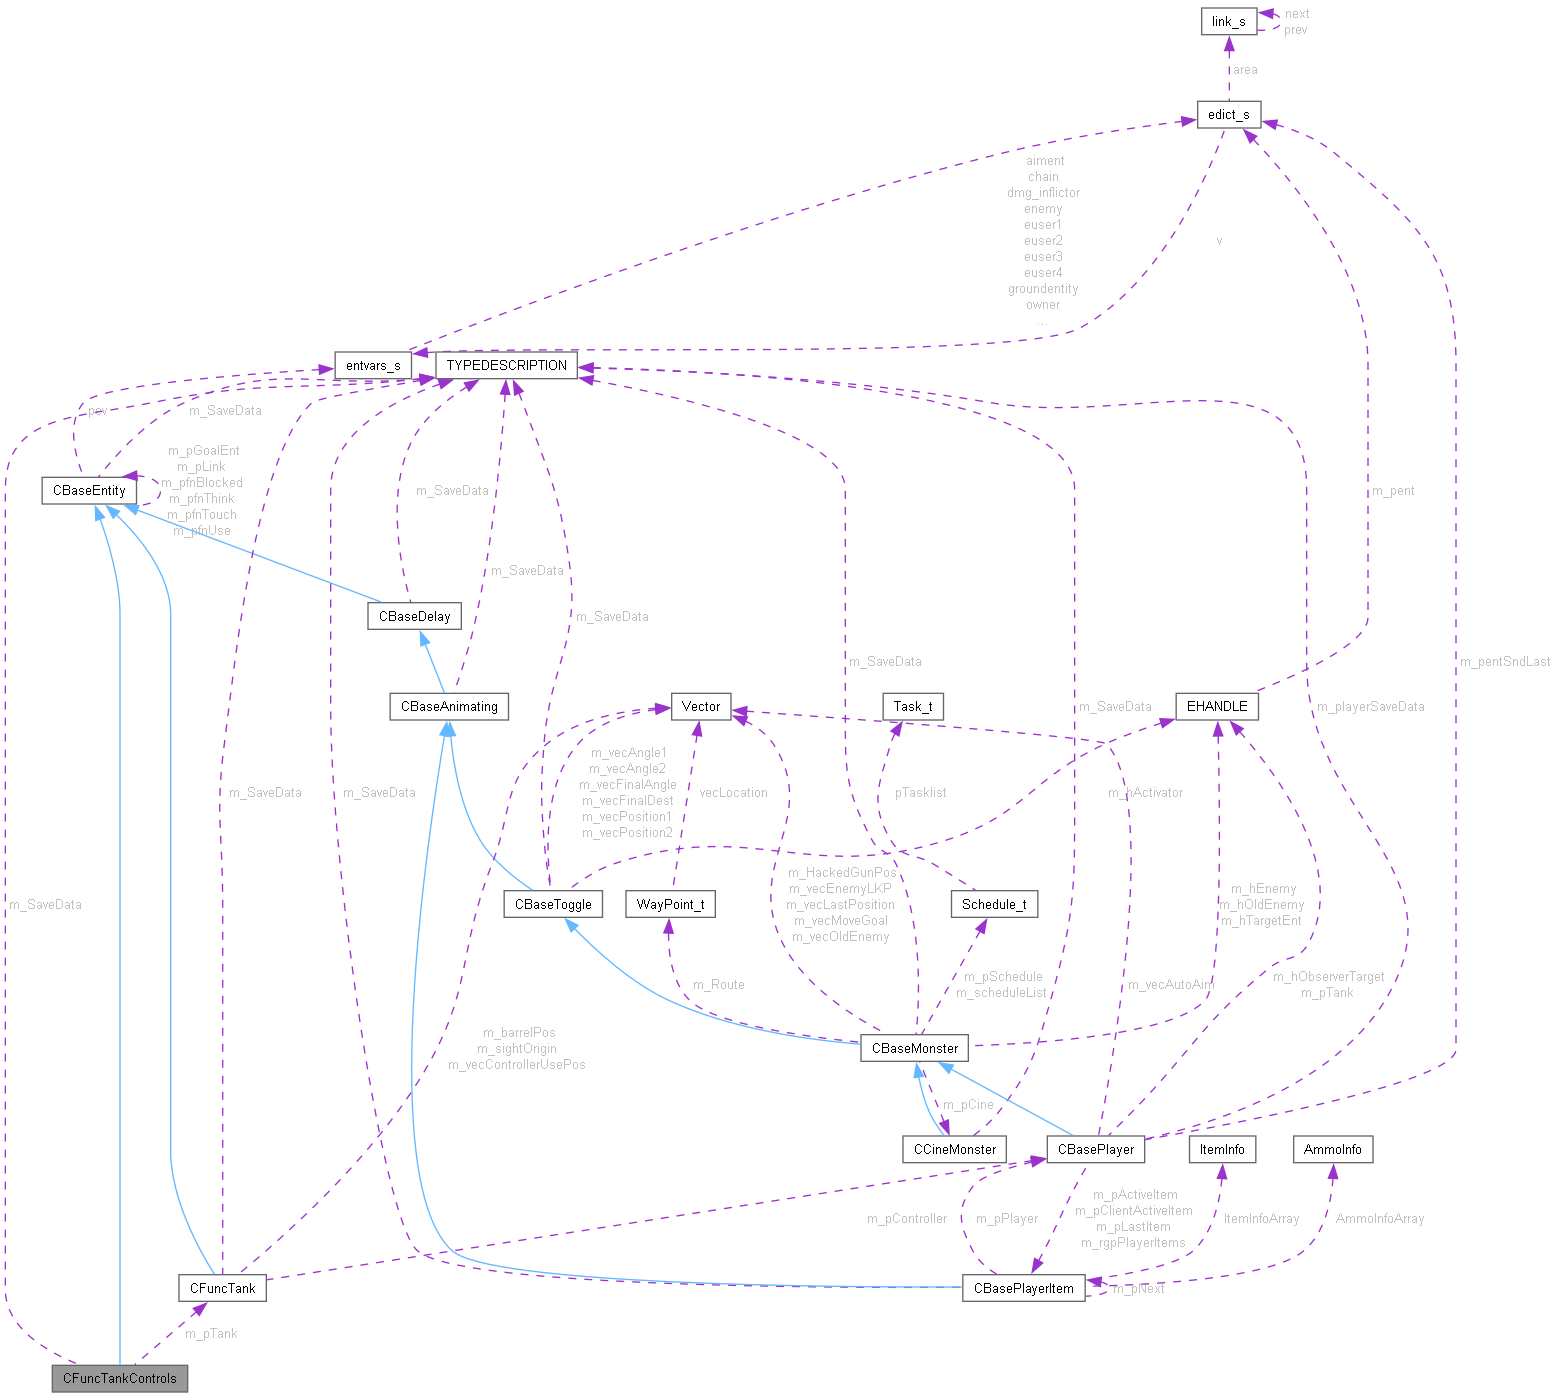 link_s
next
prev
area
edict_s
aiment
chain
dmg_inflictor
enemy
euser1
euser2
euser3
euser4
groundentity
owner
...
v
entvars_s
TYPEDESCRIPTION
pev
m_SaveData
m_pGoalEnt
m_pLink
m_pfnBlocked
m_pfnThink
m_pfnTouch
m_pfnUse
CBaseEntity
m_SaveData
m_pent
m_SaveData
CBaseDelay
m_SaveData
m_SaveData
m_pentSndLast
CBaseAnimating
Vector
Task_t
m_SaveData
EHANDLE
m_playerSaveData
m_SaveData
m_SaveData
m_vecAngle1
m_vecAngle2
m_vecFinalAngle
m_vecFinalDest
m_vecPosition1
m_vecPosition2
vecLocation
pTasklist
m_hActivator
m_SaveData
CBaseToggle
WayPoint_t
m_HackedGunPos
m_vecEnemyLKP
m_vecLastPosition
m_vecMoveGoal
m_vecOldEnemy
Schedule_t
m_hEnemy
m_hOldEnemy
m_hTargetEnt
m_Route
m_pSchedule
m_scheduleList
m_vecAutoAim
m_hObserverTarget
m_pTank
m_barrelPos
m_sightOrigin
m_vecControllerUsePos
CBaseMonster
m_pCine
CCineMonster
CBasePlayer
ItemInfo
AmmoInfo
m_pController
m_pPlayer
m_pActiveItem
m_pClientActiveItem
m_pLastItem
m_rgpPlayerItems
ItemInfoArray
AmmoInfoArray
CFuncTank
CBasePlayerItem
m_pNext
m_pTank
CFuncTankControls